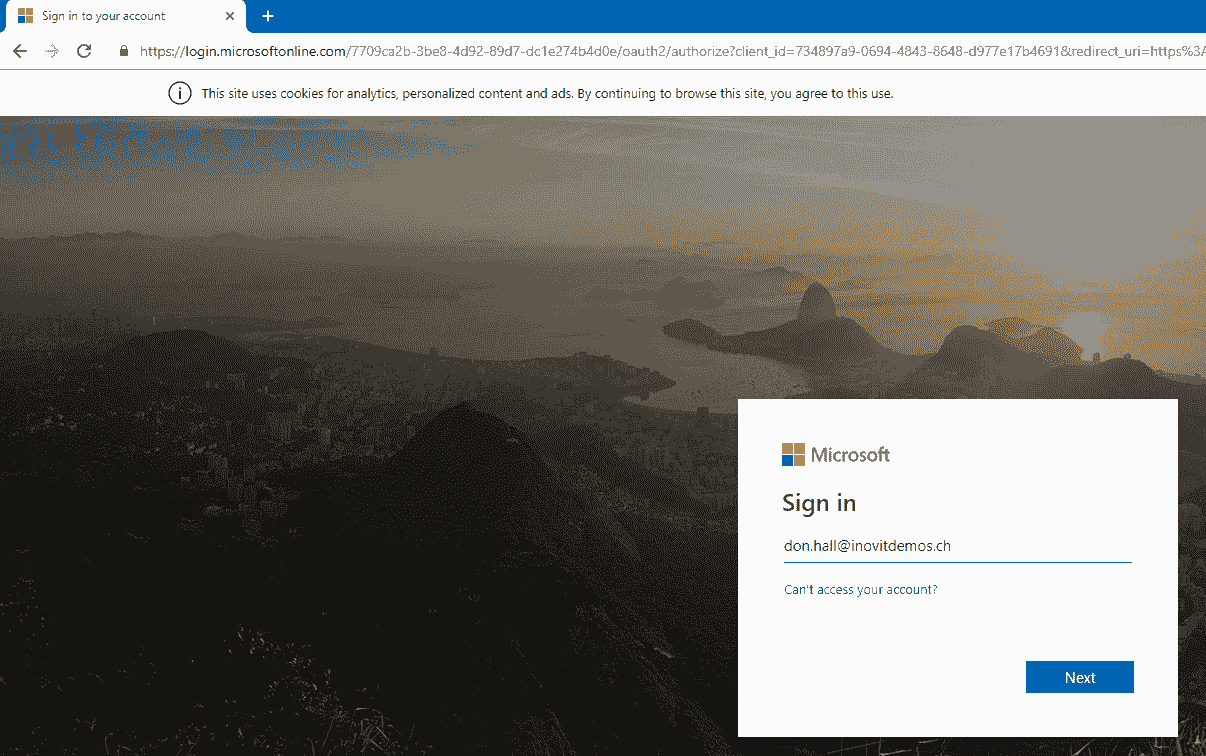 Sign in to your account
https://login.microsoftonline.com/7709ca2b-3be8-4d92-89d7-dc1e274b4d0e/oauth2/authorize?client_id=734897a9-0694-4843-8648-d977e17b4691&redirect_uri=https%3A
This site uses cookies for analytics, personalized content and ads. By continuing to browse this site, you agree to this use.
Microsoft
Sign in
don.hall@inovitdemos.ch
Can't access your account?
Next